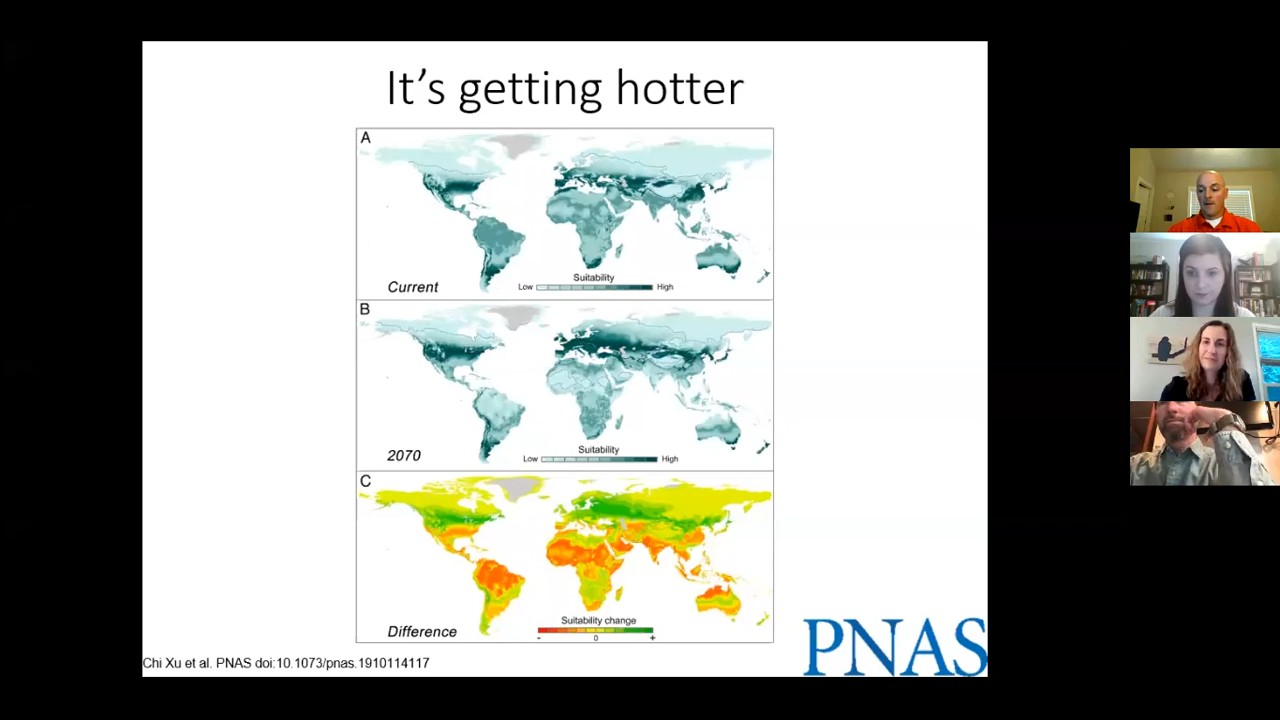 It's getting hotter
A
Suitability
Low High
Current
B
Suitability
Low High
2070
C
Suitability change
- 0 +
Difference
Chi Xu et al. PNAS doi:10.1073/pnas.1910114117
PNAS